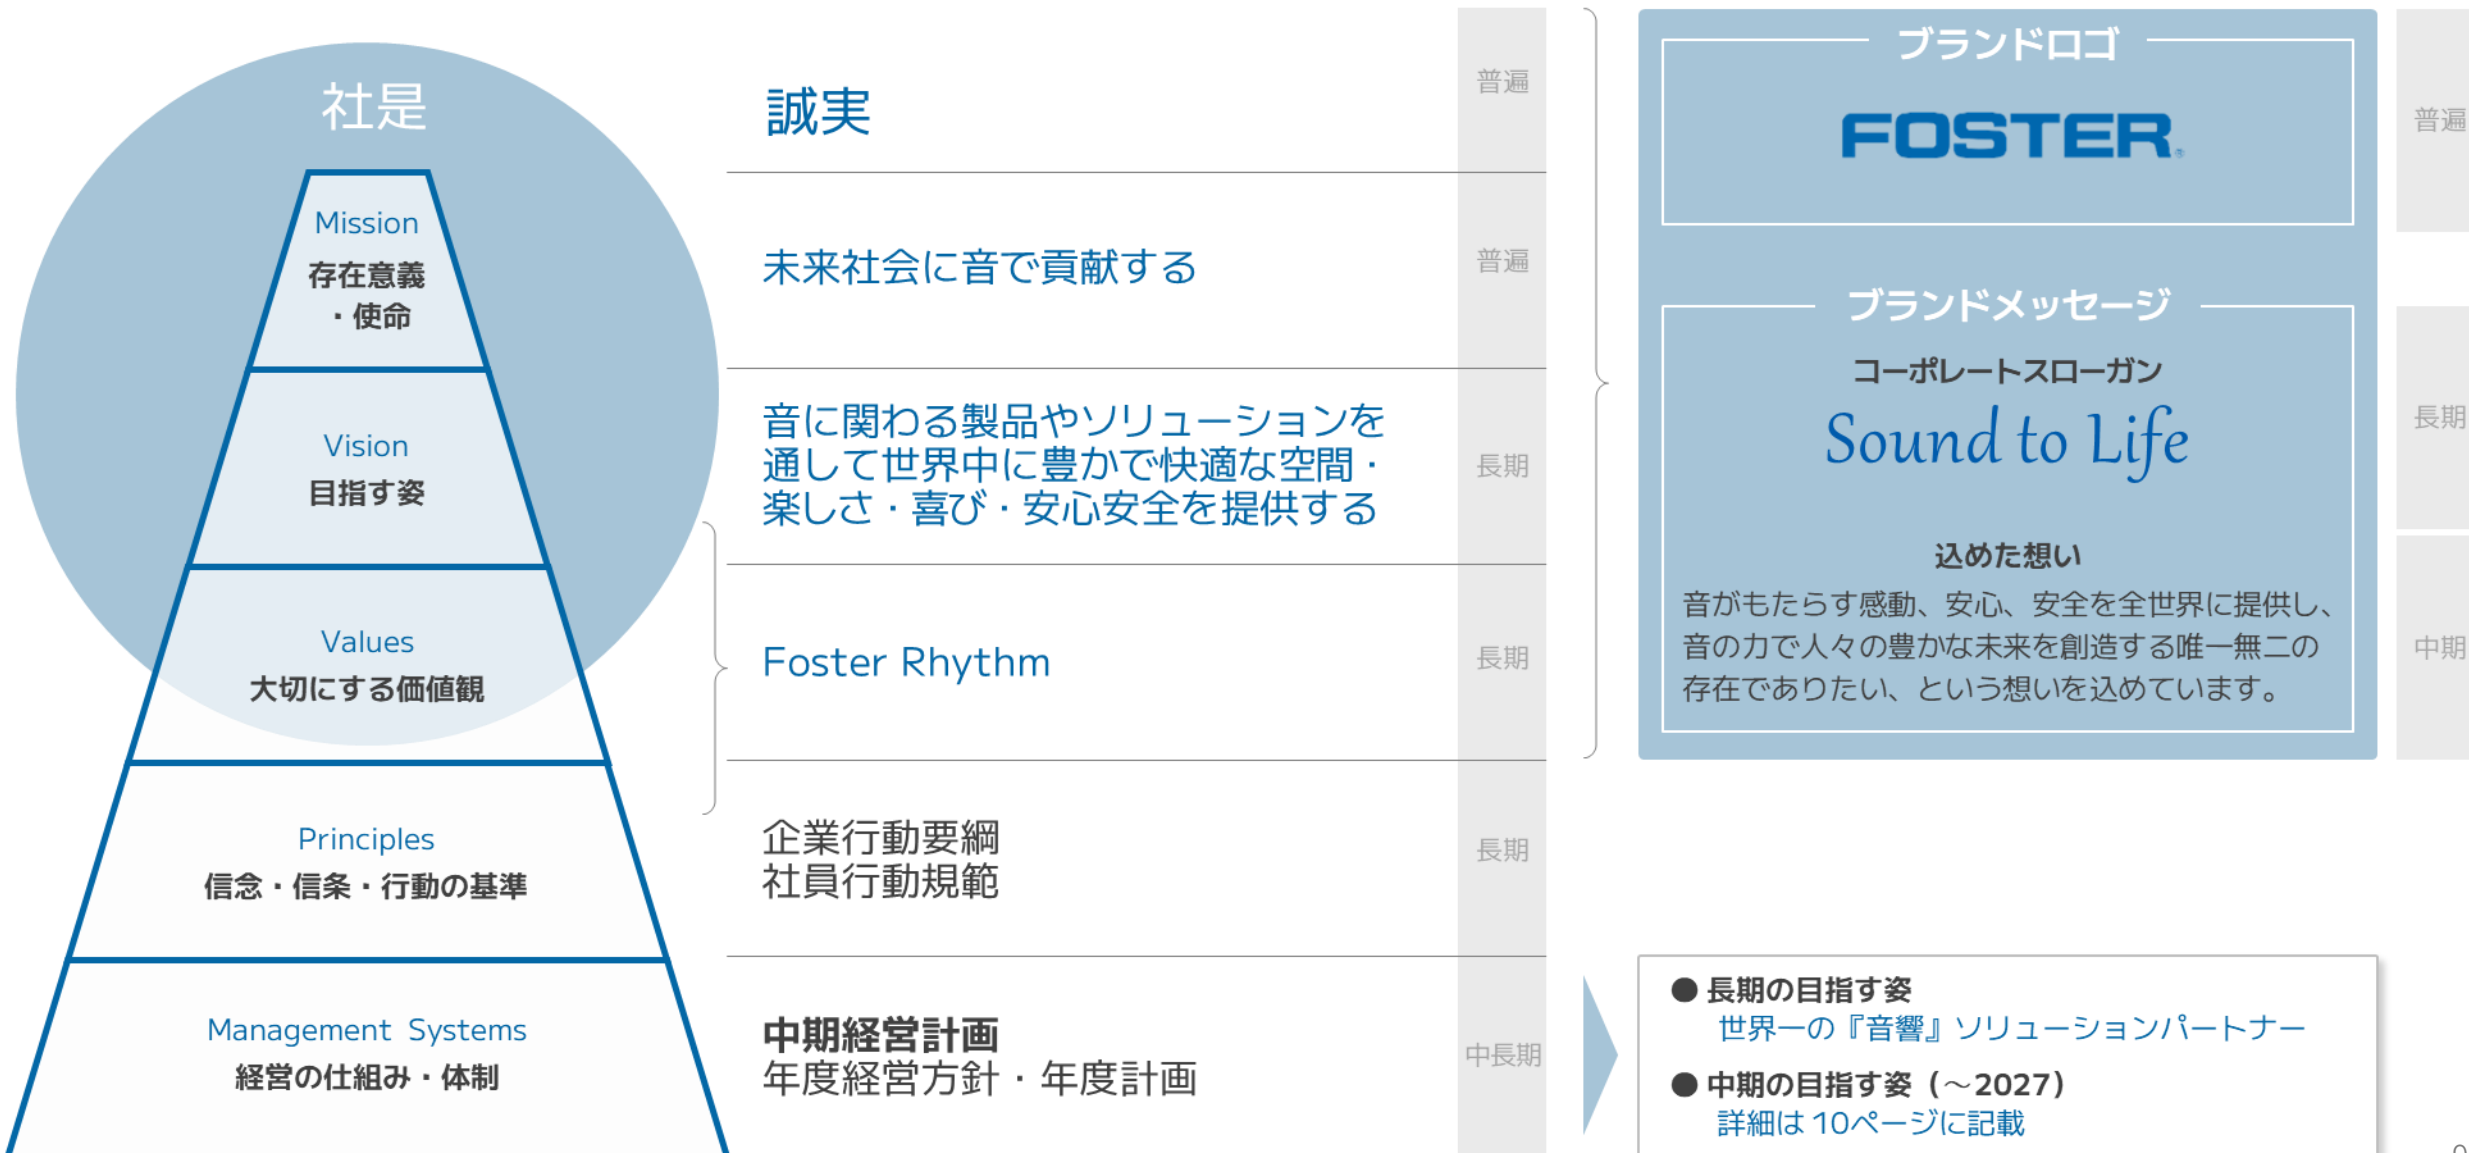 社是
誠実
普遍
Mission
存在意義
・使命
未来社会に音で貢献する
普遍
Vision
目指す姿
音に関わる製品やソリューションを
通して世界中に豊かで快適な空間・
楽しさ・喜び・安心安全を提供する
長期
Values
大切にする価値観
Foster Rhythm
長期
Principles
信念・信条・行動の基準
企業行動要綱
社員行動規範
長期
Management Systems
経営の仕組み・体制
中期経営計画
年度経営方針・年度計画
中長期
ブランドロゴ
FOSTER®
普遍
ブランドメッセージ
コーポレートスローガン
Sound to Life
長期
込めた想い
音がもたらす感動、安心、安全を全世界に提供し、
音の力で人々の豊かな未来を創造する唯一無二の
存在でありたい、という想いを込めています。
中期
● 長期の目指す姿
世界一の『音響』ソリューションパートナー
● 中期の目指す姿（～2027）
詳細は10ページに記載